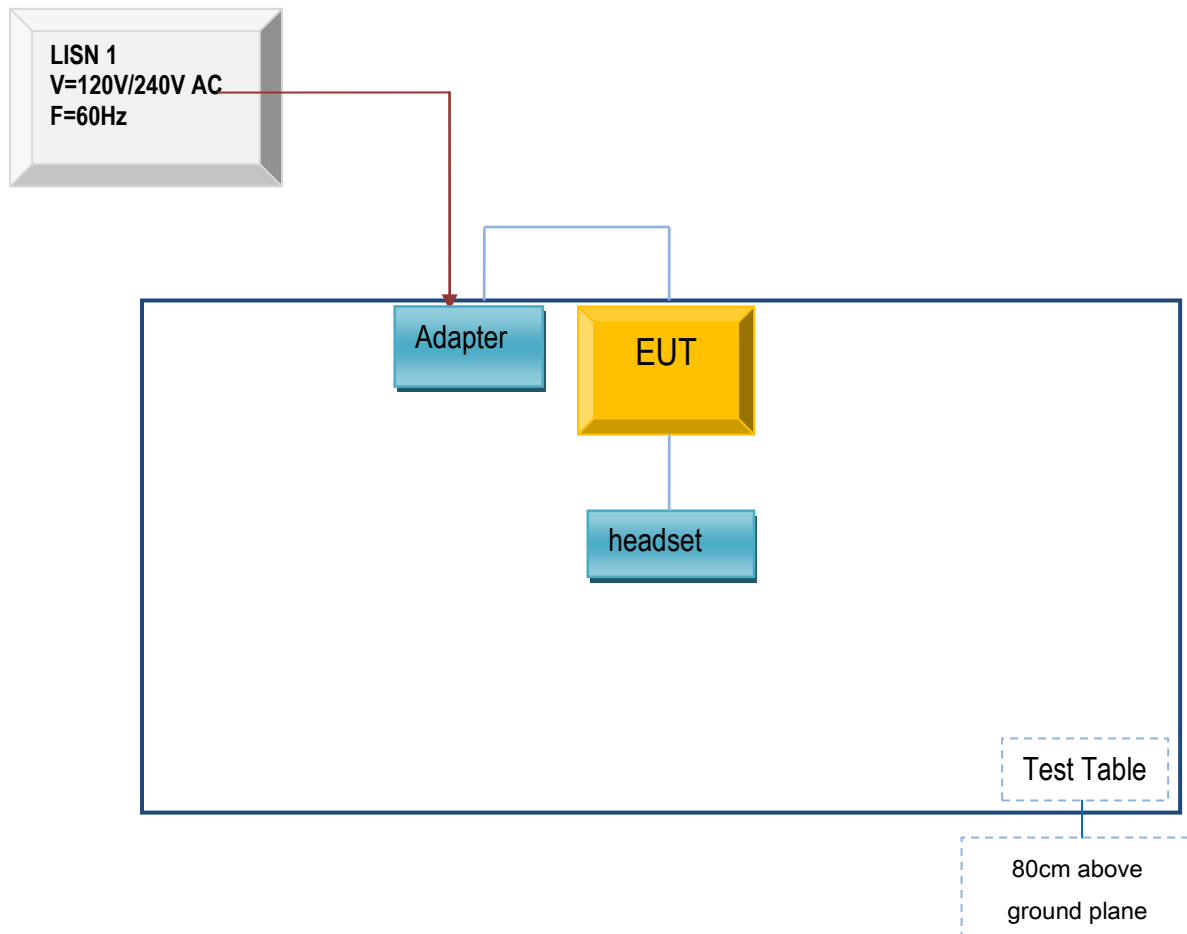 LISN 1
V=120V/240V AC
F=60Hz
Adapter
EUT
headset
Test Table
80cm above
ground plane